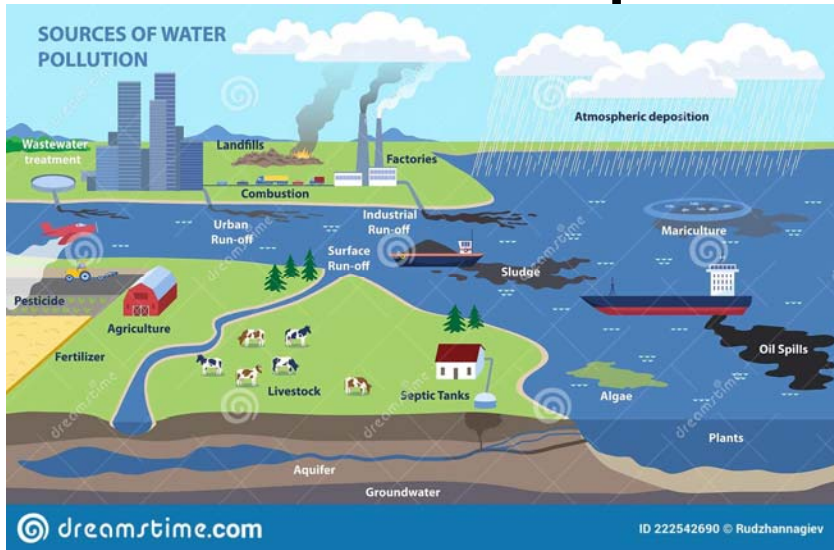 SOURCES OF WATER
POLLUTION
Atmospheric deposition
Wastewater
treatment
Landfills
Factories
Combustion
Urban
Run-off
Industrial
Run-off
Mariculture
Surface
Run-off
Sludge
Pesticide
Agriculture
Oil Spills
Fertilizer
Livestock
Septic Tanks
Algae
Plants
Aquifer
Groundwater
dreamstime.com
ID 222542690 © Rudzhannagiev